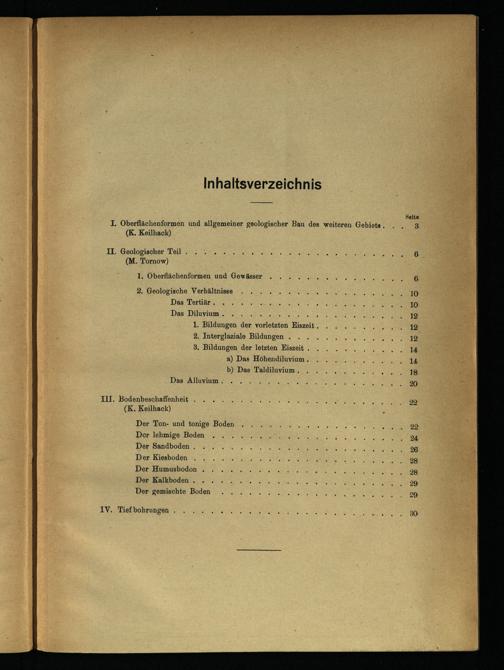 Inhaltsverzeichnis
Seite
I. Oberflächenformen und allgemeiner geologischer Bau des weiteren Gebiets . . . 3
(K. Keilhack)
II. Geologischer Teil . . . . . . . . . . . . . . . . . . . . 6
(M. Tornow)
1. Oberflächenformen und Gewässer . . . . . . . . . . . . 6
2. Geologische Verhältnisse . . . . . . . . . . . . . . . 10
Das Tertiär . . . . . . . . . . . . . . . . . 10
Das Diluvium . . . . . . . . . . . . . . . . 12
1. Bildungen der vorletzten Eiszeit . . . . . . . . 12
2. Interglaziale Bildungen . . . . . . . . . . . 12
3. Bildungen der letzten Eiszeit . . . . . . . . . 14
a) Das Höhendiluvium . . . . . . . . . 14
b) Das Taldiluvium . . . . . . . . . . 18
Das Alluvium . . . . . . . . . . . . . . . . 20
III. Bodenbeschaffenheit . . . . . . . . . . . . . . . . . . . 22
(K. Keilhack)
Der Ton- und tonige Boden . . . . . . . . . . . . . . . 22
Der lehmige Boden . . . . . . . . . . . . . . . . . . 24
Der Sandboden . . . . . . . . . . . . . . . . . . . 26
Der Kiesboden . . . . . . . . . . . . . . . . . . . 28
Der Humusboden . . . . . . . . . . . . . . . . . . 28
Der Kalkboden . . . . . . . . . . . . . . . . . . . 29
Der gemischte Boden . . . . . . . . . . . . . . . . . 29
IV. Tiefbohrungen . . . . . . . . . . . . . . . . . . . . . 30